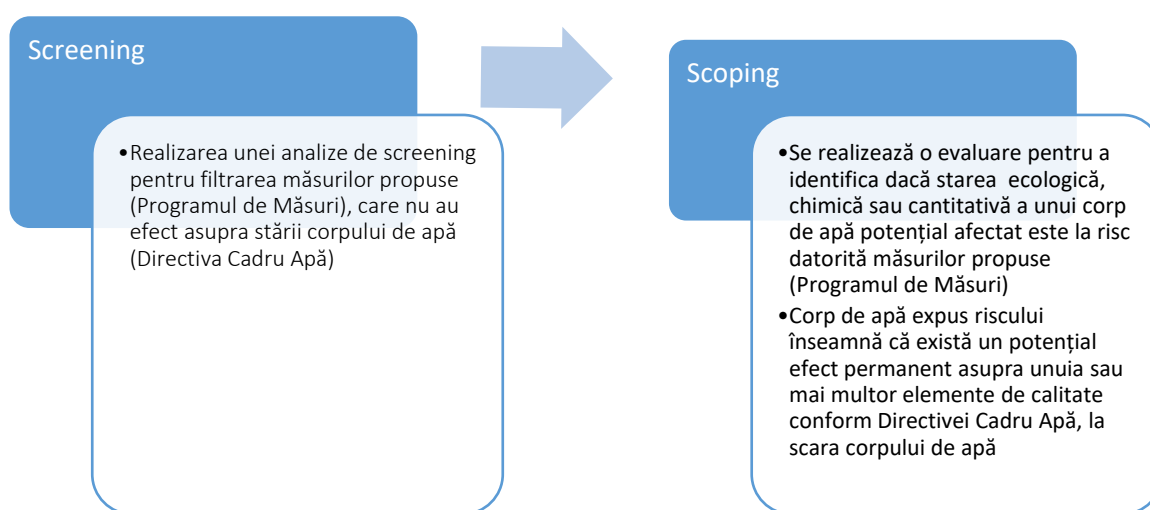 Screening
•Realizarea unei analize de screening
pentru filtrarea măsurilor propuse
(Programul de Măsuri), care nu au
efect asupra stării corpului de apă
(Directiva Cadru Apă)
Scoping
•Se realizează o evaluare pentru a
identifica dacă starea  ecologică,
chimică sau cantitativă a unui corp
de apă potențial afectat este la risc
datorită măsurilor propuse
(Programul de Măsuri)
•Corp de apă expus riscului
înseamnă că există un potențial
efect permanent asupra unuia sau
mai multor elemente de calitate
conform Directivei Cadru Apă, la
scara corpului de apă